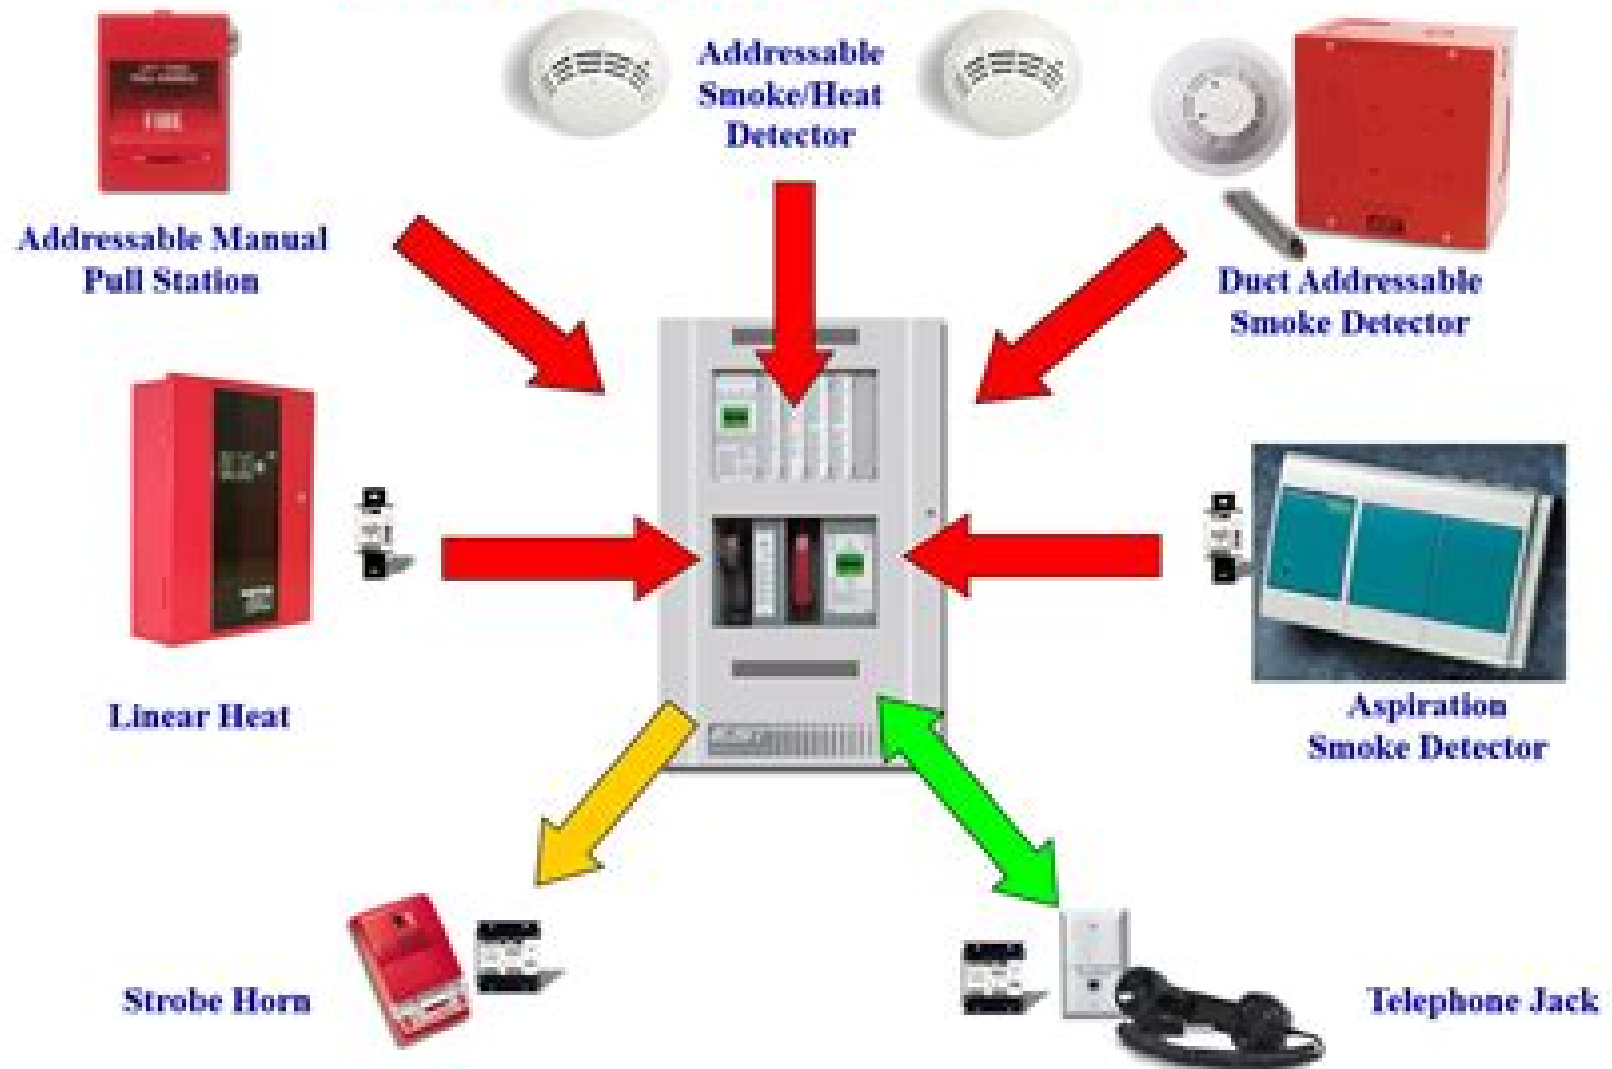 Addressable
Smoke/Heat
Detector
FIRE
Addressable Manual
Pull Station
Duct Addressable
Smoke Detector
Linear Heat
Aspiration
Smoke Detector
Strobe Horn
Telephone Jack